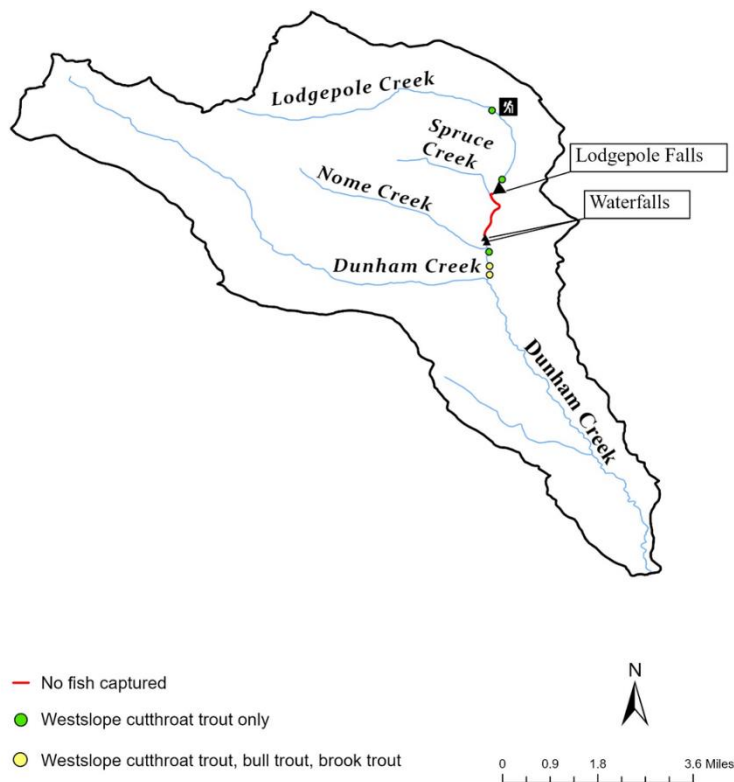 Lodgepole Creek
Spruce
Creek
Lodgepole Falls
Nome Creek
Waterfalls
Dunham Creek
Dunham Creek
No fish captured
Westslope cutthroat trout only
Westslope cutthroat trout, bull trout, brook trout
N
0 0.9 1.8 3.6 Miles